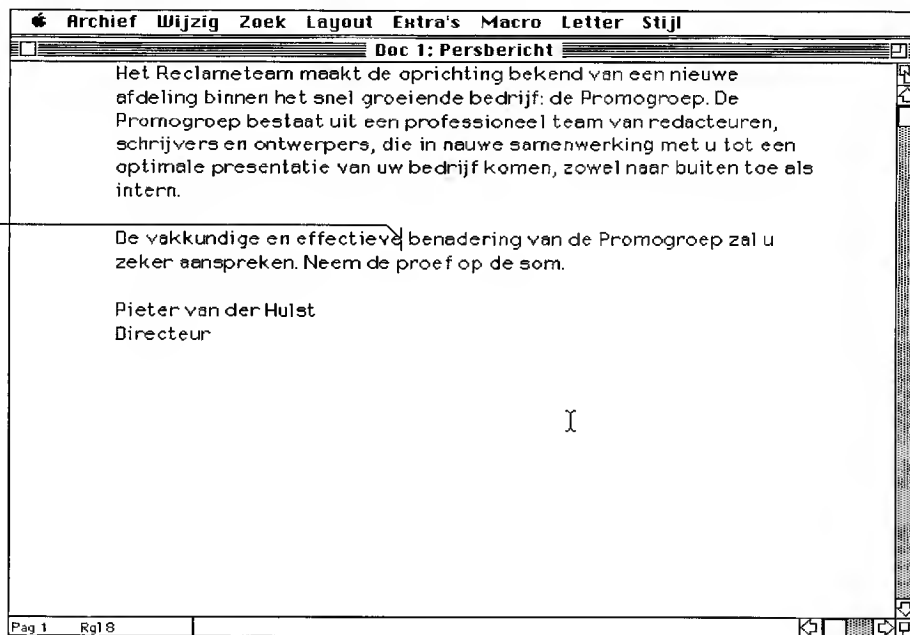 Archief Wijzig Zoek Layout Extra's Macro Letter Stijl
Doc 1: Persbericht
Het Reclameteam maakt de oprichting bekend van een nieuwe
afdeling binnen het snel groeiende bedrijf: de Promogroep. De
Promogroep bestaat uit een professioneel team van redacteuren,
schrijvers en ontwerpers, die in nauwe samenwerking met u tot een
optimale presentatie van uw bedrijf komen, zowel naar buiten toe als
intern.
De vakkundige en effectieve benadering van de Promogroep zal u
zeker aanspreken. Neem de proef op de som.
Pieter van der Hulst
Directeur
Pag 1 Rgl 8